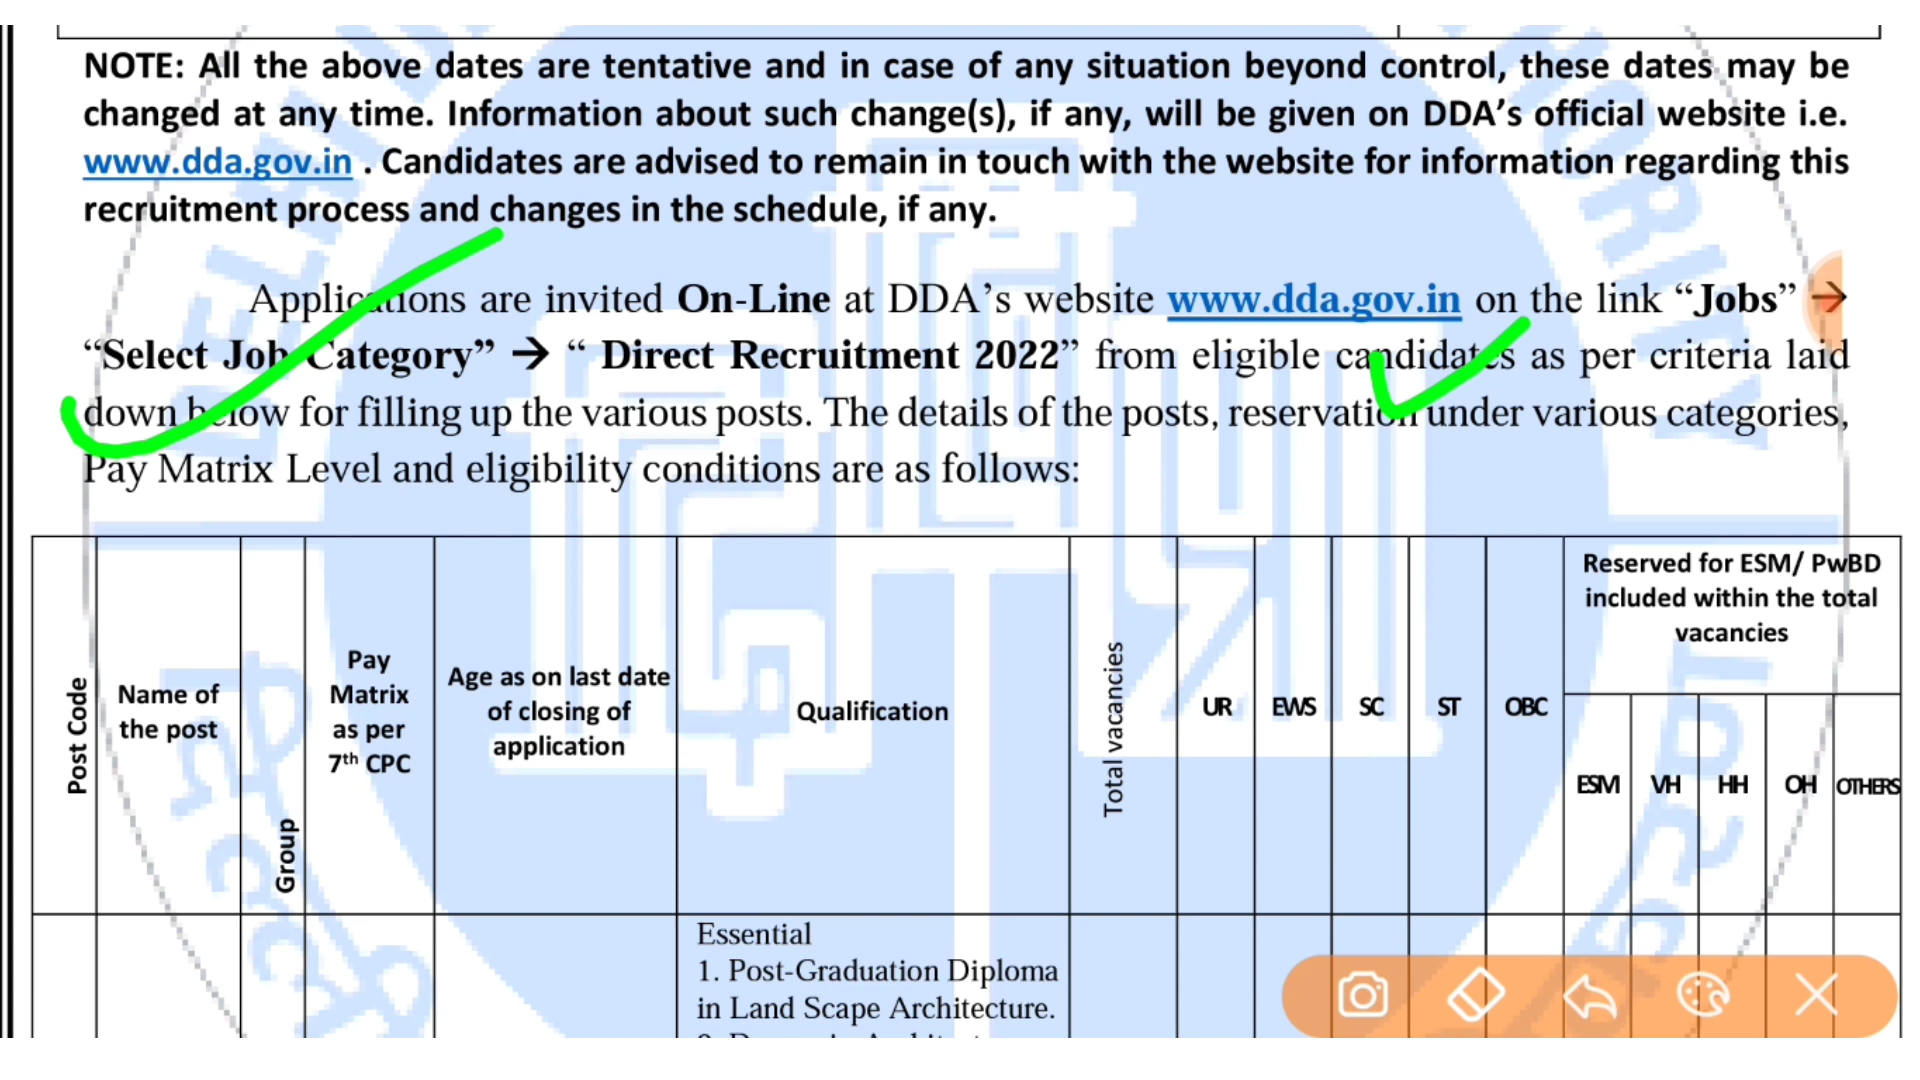 NOTE: All the above dates are tentative and in case of any situation beyond control, these dates may be
changed at any time. Information about such change(s), if any, will be given on DDA’s official website i.e.
www.dda.gov.in . Candidates are advised to remain in touch with the website for information regarding this
recruitment process and changes in the schedule, if any.
Applications are invited On-Line at DDA’s website www.dda.gov.in on the link “Jobs” →
“Select Job Category” → “ Direct Recruitment 2022” from eligible candidates as per criteria laid
down below for filling up the various posts. The details of the posts, reservation under various categories,
Pay Matrix Level and eligibility conditions are as follows:
Post Code
Name of
the post
Group
Pay
Matrix
as per
7th CPC
Age as on last date
of closing of
application
Qualification
Total vacancies
UR
EWS
SC
ST
OBC
Reserved for ESM/ PwBD
included within the total
vacancies
ESM
VH
HH
OH
OTHERS
Essential
1. Post-Graduation Diploma
in Land Scape Architecture.